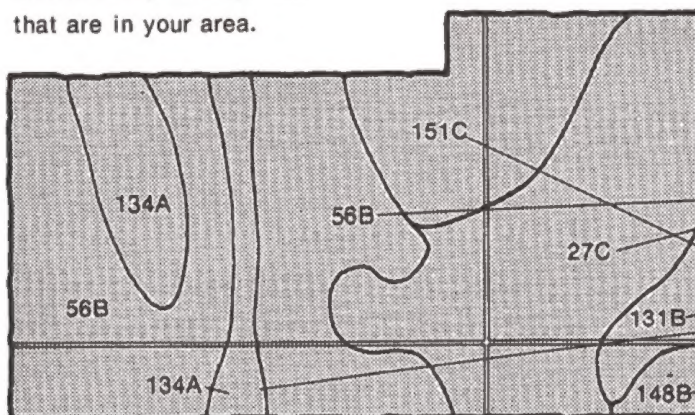 that are in your area.
151C
134A
56B
27C
56B
131B
134A
148B